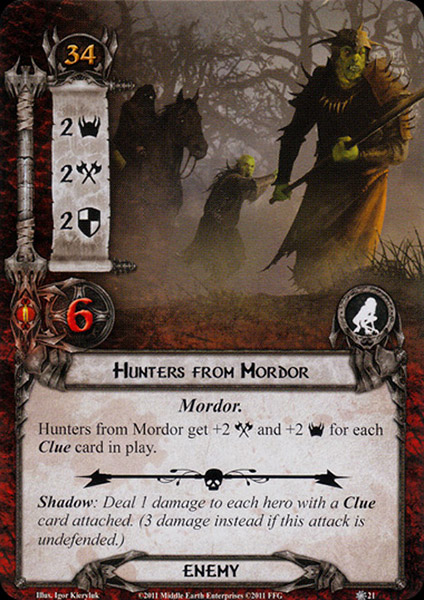 34
2
2
2
6
HUNTERS FROM MORDOR
Mordor.
Hunters from Mordor get +2 and +2 for each
Clue card in play.
Shadow: Deal 1 damage to each hero with a Clue
card attached. (3 damage instead if this attack is
undefended.)
ENEMY
Illus. Igor Kieryluk ©2011 Middle Earth Enterprises ©2011 FFG 21